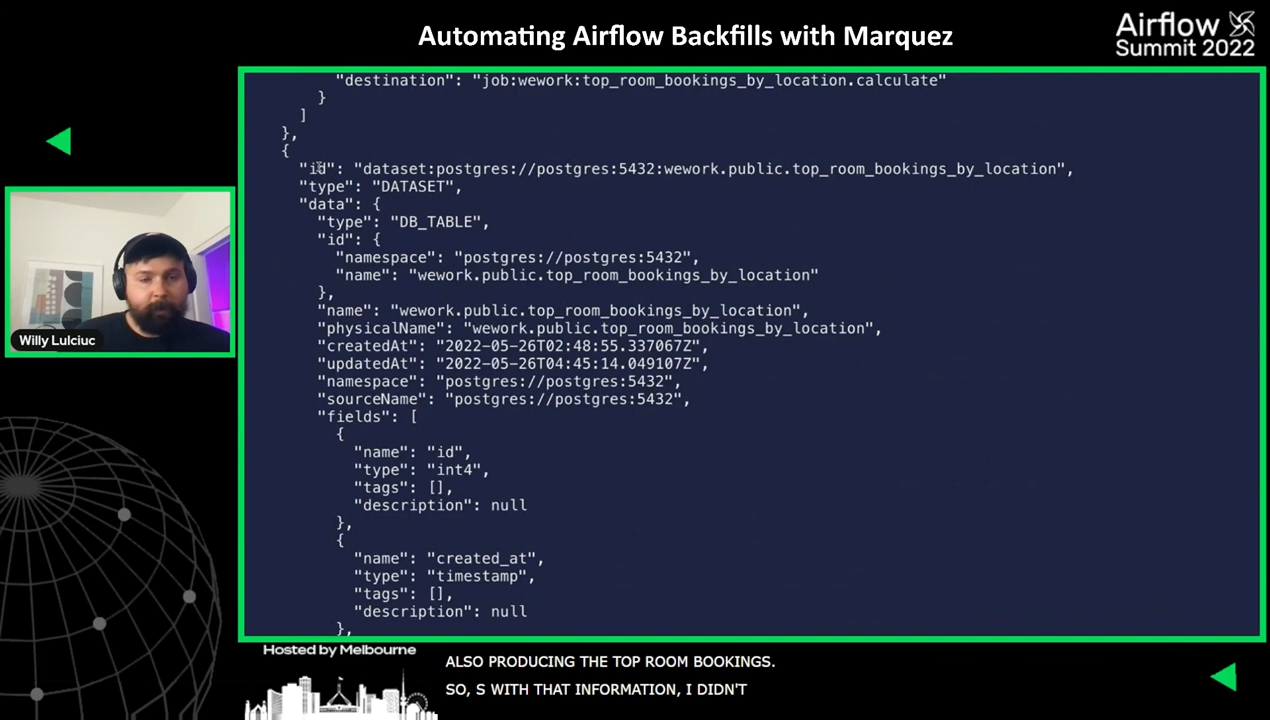 Automating Airflow Backfills with Marquez
Airflow
Summit 2022
"destination": "job:wework:top_room_bookings_by_location.calculate"
}
]
},
{
"id": "dataset:postgres://postgres:5432:wework.public.top_room_bookings_by_location",
"type": "DATASET",
"data": {
"type": "DB_TABLE",
"id": {
"namespace": "postgres://postgres:5432",
"name": "wework.public.top_room_bookings_by_location"
},
"name": "wework.public.top_room_bookings_by_location",
"physicalName": "wework.public.top_room_bookings_by_location",
"createdAt": "2022-05-26T02:48:55.337067Z",
"updatedAt": "2022-05-26T04:45:14.049107Z",
"namespace": "postgres://postgres:5432",
"sourceName": "postgres://postgres:5432",
"fields": [
{
"name": "id",
"type": "int4",
"tags": [],
"description": null
},
{
"name": "created_at",
"type": "timestamp",
"tags": [],
"description": null
},
Willy Lulciuc
Hosted by Melbourne
ALSO PRODUCING THE TOP ROOM BOOKINGS.
SO, S WITH THAT INFORMATION, I DIDN'T